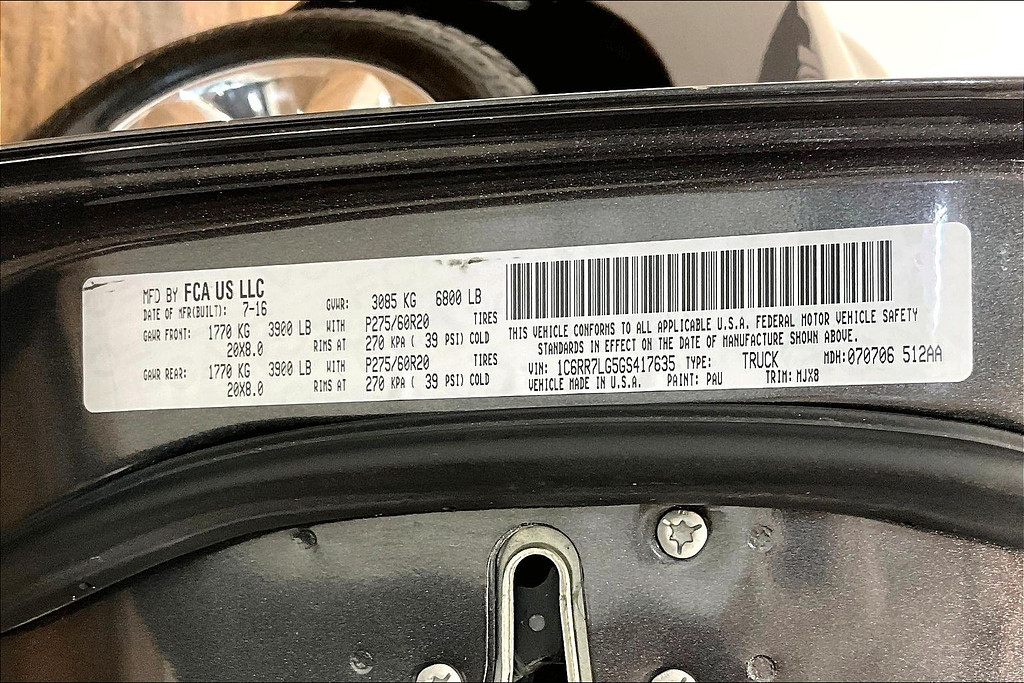 MFD BY FCA US LLC
DATE OF MFR(BUILT): 7-16 GVWR: 3085 KG 6800 LB
GAWR FRONT: 1770 KG 3900 LB WITH P275/60R20 TIRES
20X8.0 RIMS AT 270 KPA ( 39 PSI) COLD
GAWR REAR: 1770 KG 3900 LB WITH P275/60R20 TIRES
20X8.0 RIMS AT 270 KPA ( 39 PSI) COLD
THIS VEHICLE CONFORMS TO ALL APPLICABLE U.S.A. FEDERAL MOTOR VEHICLE SAFETY
STANDARDS IN EFFECT ON THE DATE OF MANUFACTURE SHOWN ABOVE.
VIN: 1C6RR7LG5GS417635 TYPE: TRUCK MDH: 070706 512AA
VEHICLE MADE IN U.S.A. PAINT: PAU TRIM: MJX8